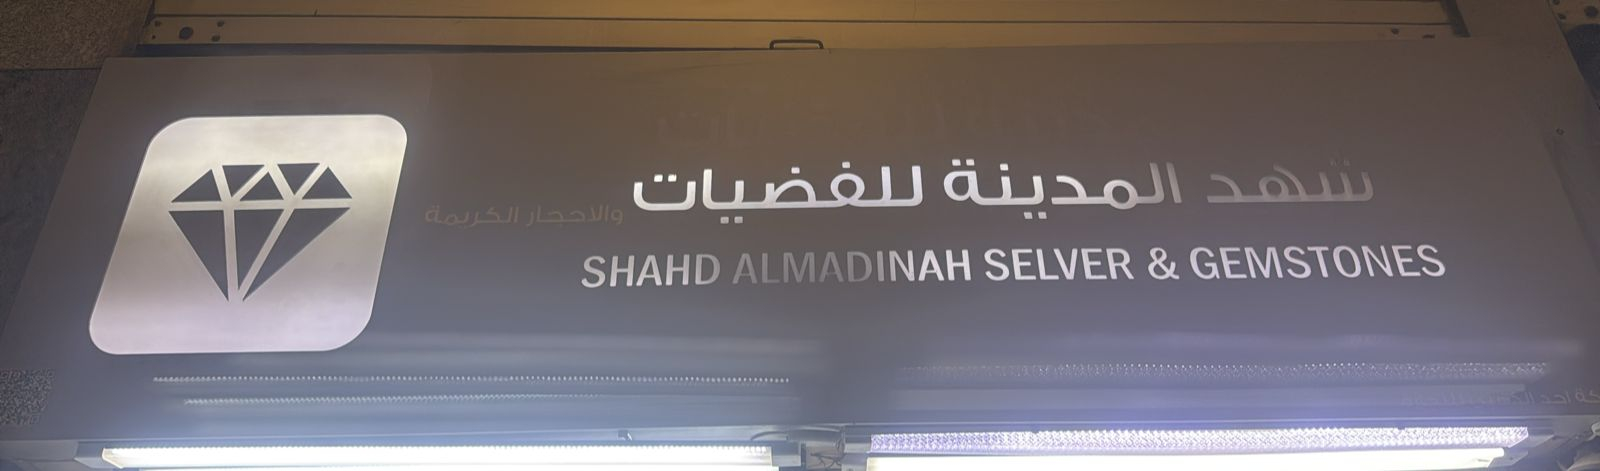 شهد المدينة للفضيات والاحجار الكريمة
SHAHD ALMADINAH SELVER & GEMSTONES